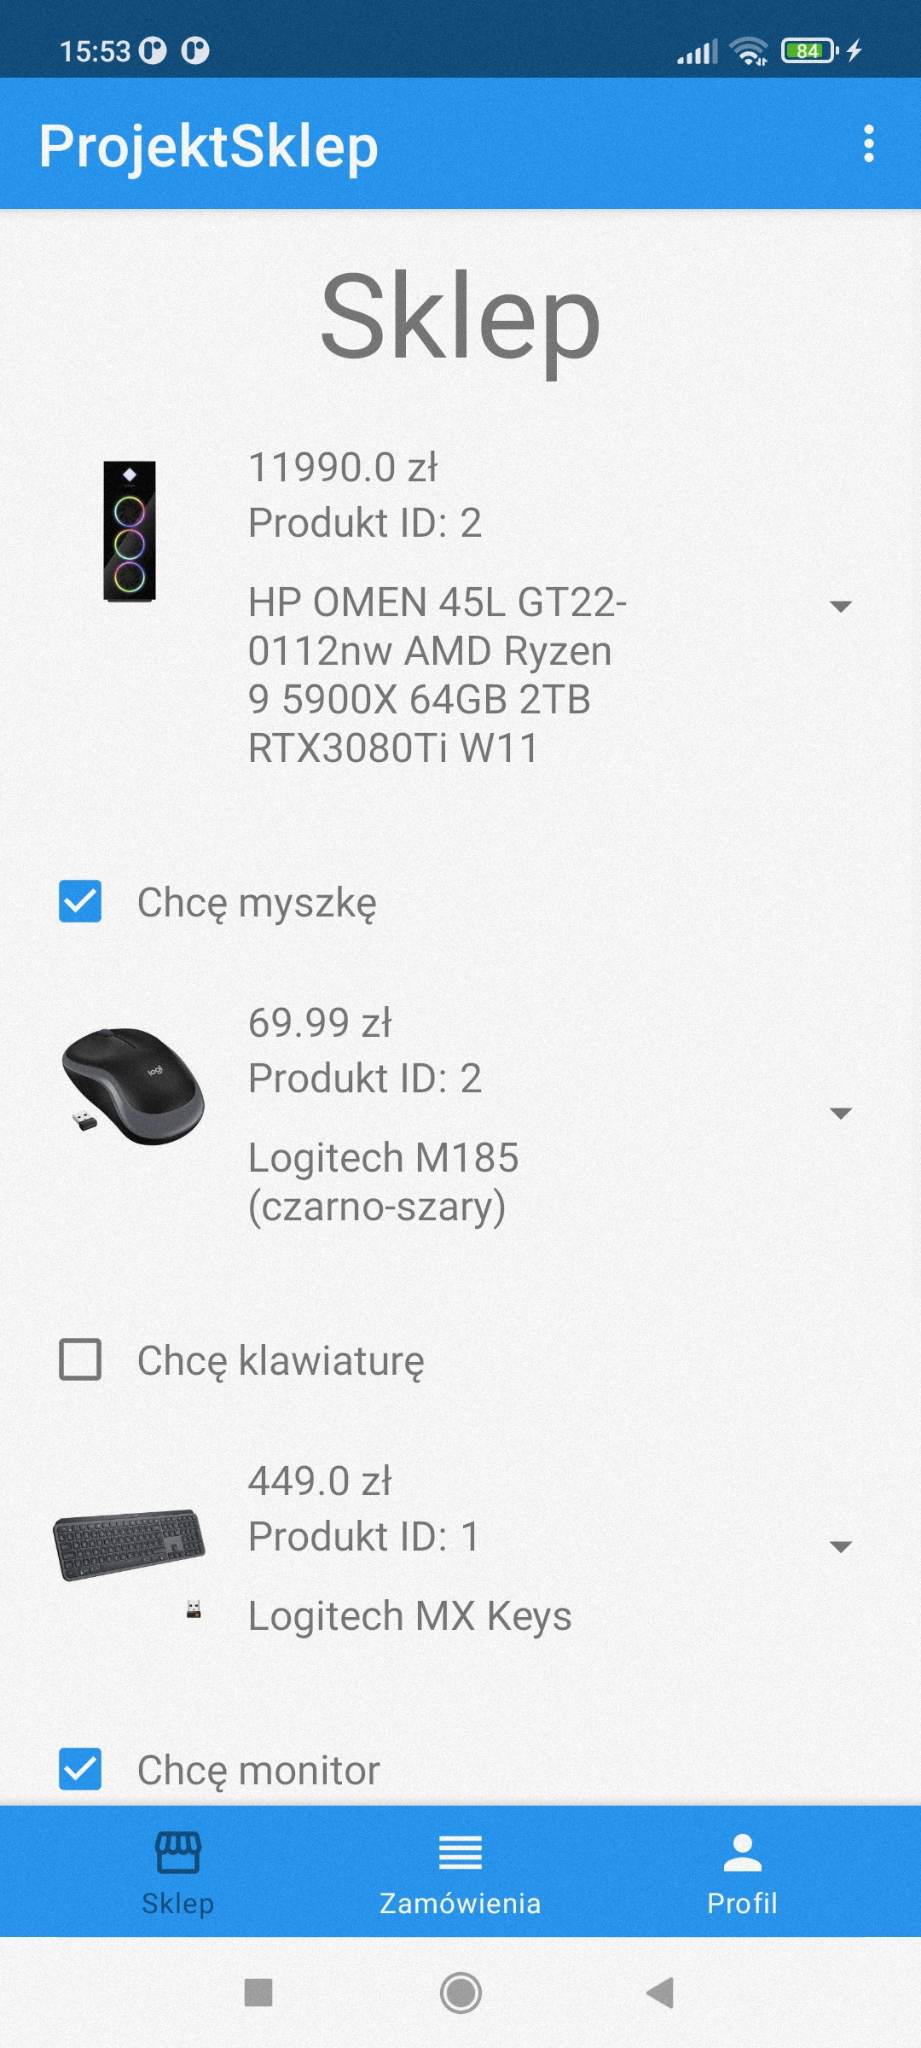 15:53
84
ProjektSklep
Sklep
11990.0 zł
Produkt ID: 2
HP OMEN 45L GT22-
0112nw AMD Ryzen
9 5900X 64GB 2TB
RTX3080Ti W11
Chcę myszkę
logi
69.99 zł
Produkt ID: 2
Logitech M185
(czarno-szary)
Chcę klawiaturę
449.0 zł
Produkt ID: 1
Logitech MX Keys
Chcę monitor
Sklep
Zamówienia
Profil